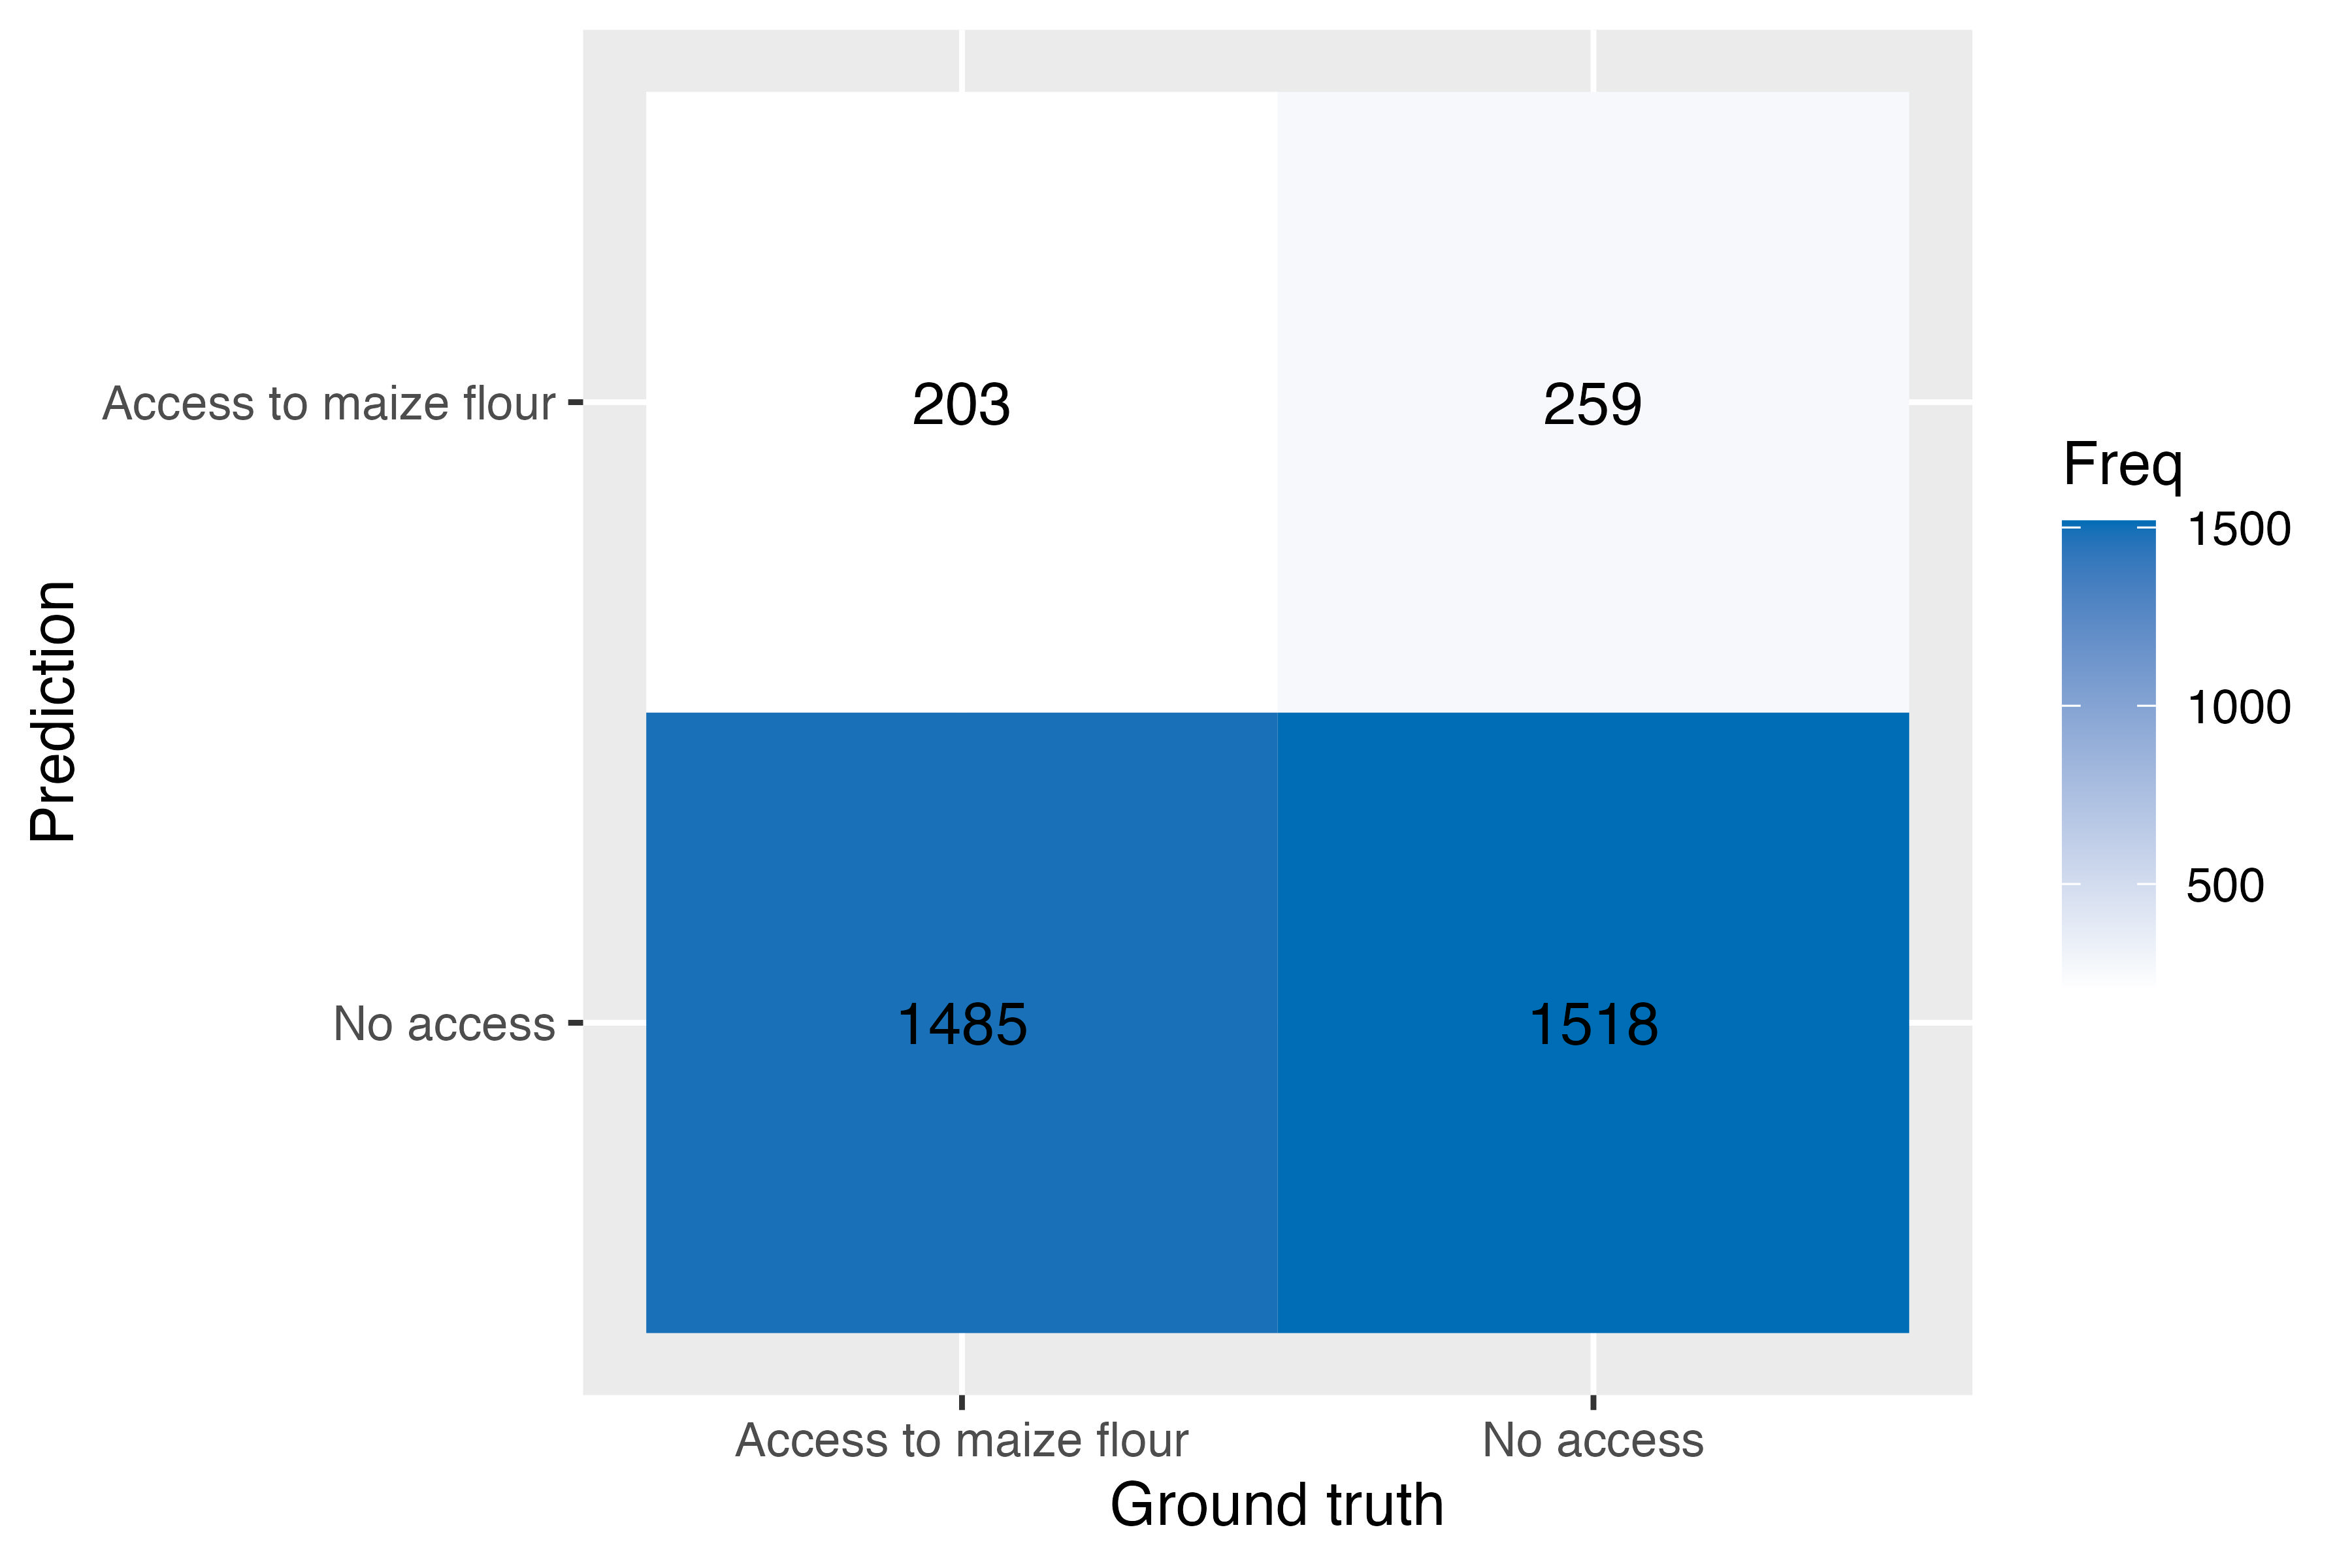 Prediction
Access to maize flour
No access
203
259
1485
1518
Access to maize flour
No access
Ground truth
Freq
1500
1000
500